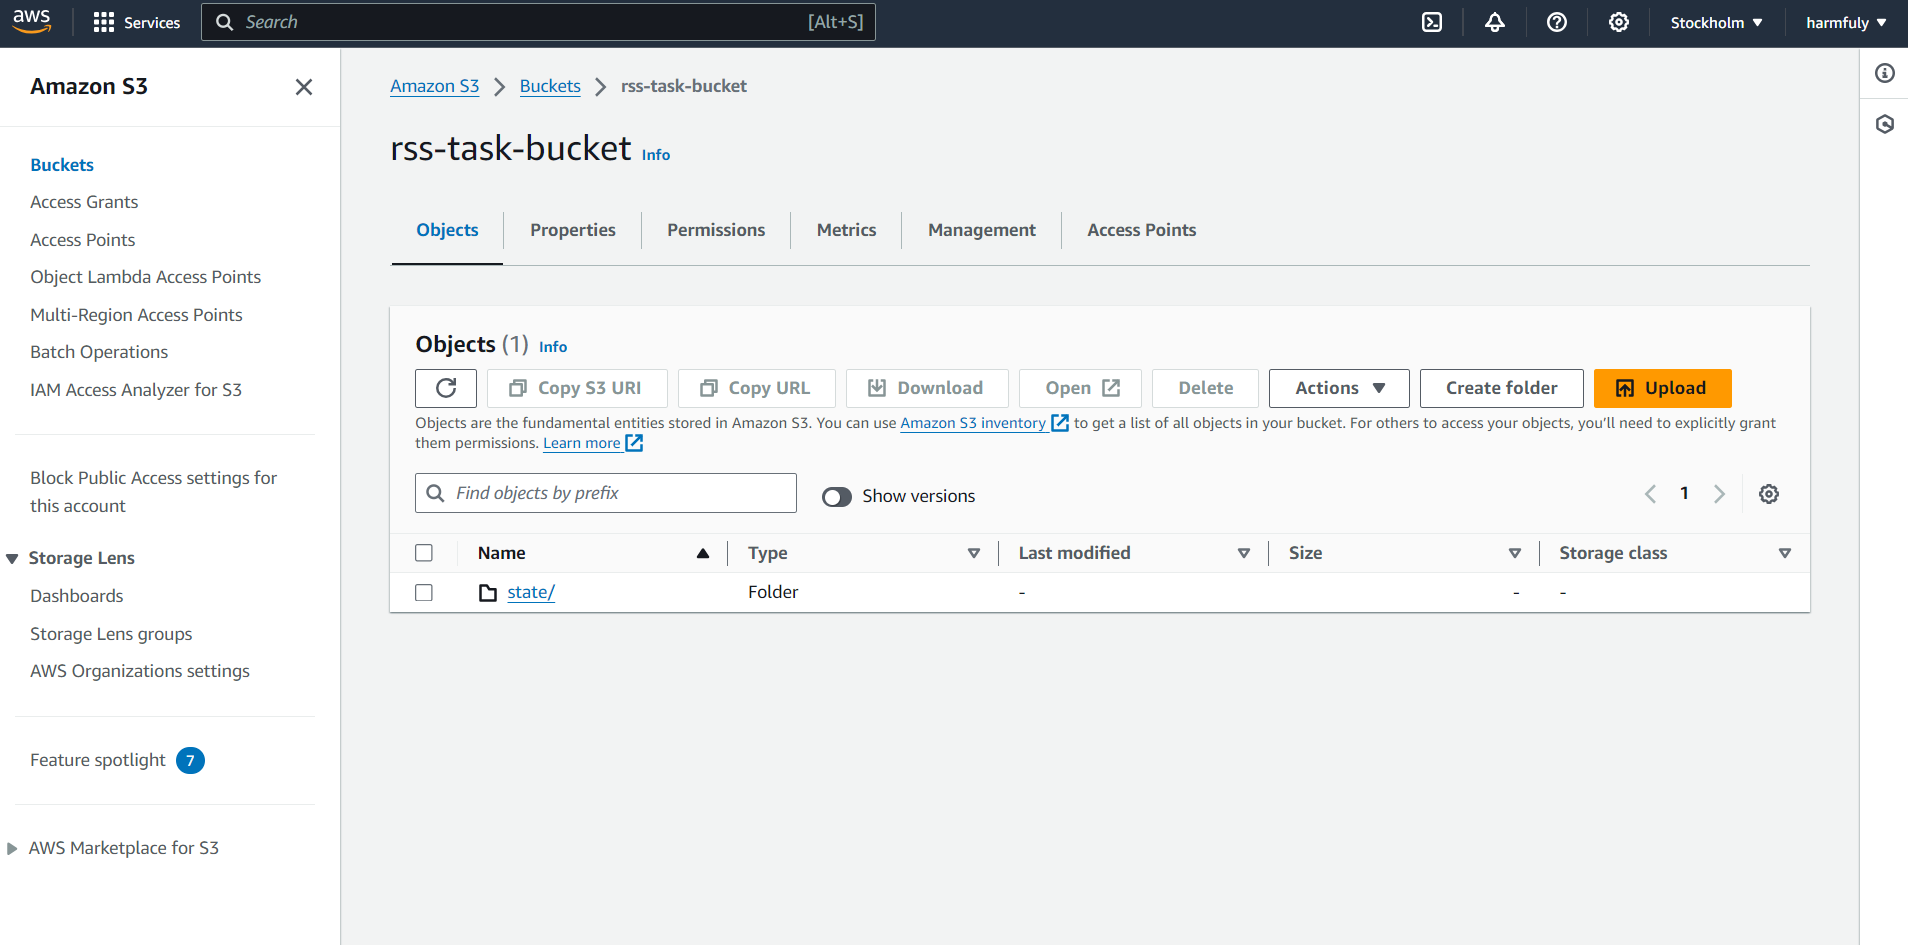 aws
Services
Search
[Alt+S]
Stockholm
harmfuly
Amazon S3
Buckets
Access Grants
Access Points
Object Lambda Access Points
Multi-Region Access Points
Batch Operations
IAM Access Analyzer for S3
Block Public Access settings for
this account
Storage Lens
Dashboards
Storage Lens groups
AWS Organizations settings
Feature spotlight 7
AWS Marketplace for S3
Amazon S3 > Buckets > rss-task-bucket
rss-task-bucket Info
Objects
Properties
Permissions
Metrics
Management
Access Points
Objects (1) Info
Copy S3 URI
Copy URL
Download
Open
Delete
Actions
Create folder
Upload
Objects are the fundamental entities stored in Amazon S3. You can use Amazon S3 inventory to get a list of all objects in your bucket. For others to access your objects, you'll need to explicitly grant
them permissions. Learn more
Find objects by prefix
Show versions
1
Name
Type
Last modified
Size
Storage class
state/
Folder
-
-
-